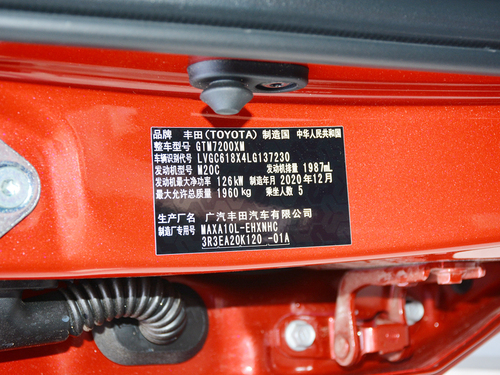 品牌 丰田(TOYOTA) 制造国 中华人民共和国
整车型号 GTM7200XW
车辆识别代号 LVGC618X4LG137230
发动机型号 M20C 发动机排量 1987mL
发动机最大净功率 126kW 制造年月 2020年12月
最大允许总质量 1960kg 乘坐人数 5
生产厂名 广汽丰田汽车有限公司
制造厂专用号 MAXA10L-EHXNHC
3R3EA20K120 -01A